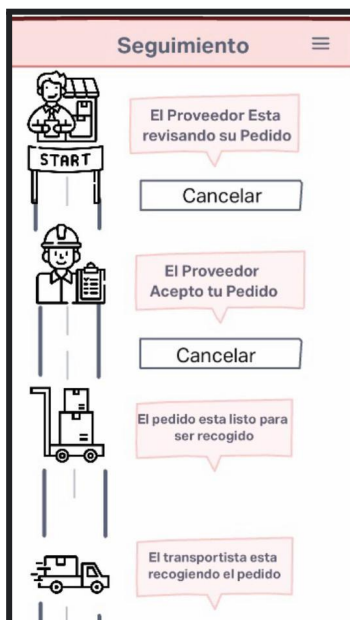 Seguimiento
El Proveedor Esta
revisando su Pedido
START
Cancelar
El Proveedor
Acepto tu Pedido
Cancelar
El pedido esta listo para
ser recogido
El transportista esta
recogiendo el pedido